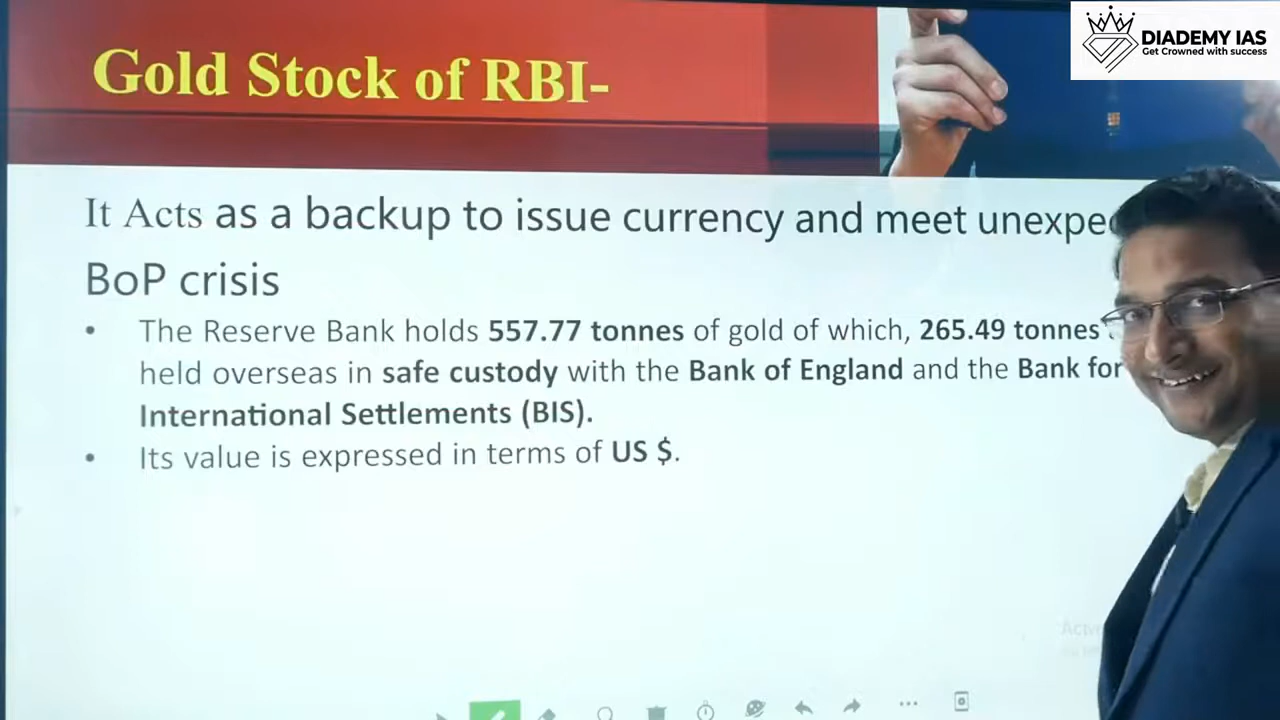 DIADEMY IAS
Get Crowned with success
Gold Stock of RBI-
It Acts as a backup to issue currency and meet
BoP crisis
• The Reserve Bank holds 557.77 tonnes of gold of which, 265.49 tonnes
held overseas in safe custody with the Bank of England and the Bank for
International Settlements (BIS).
• Its value is expressed in terms of US $.